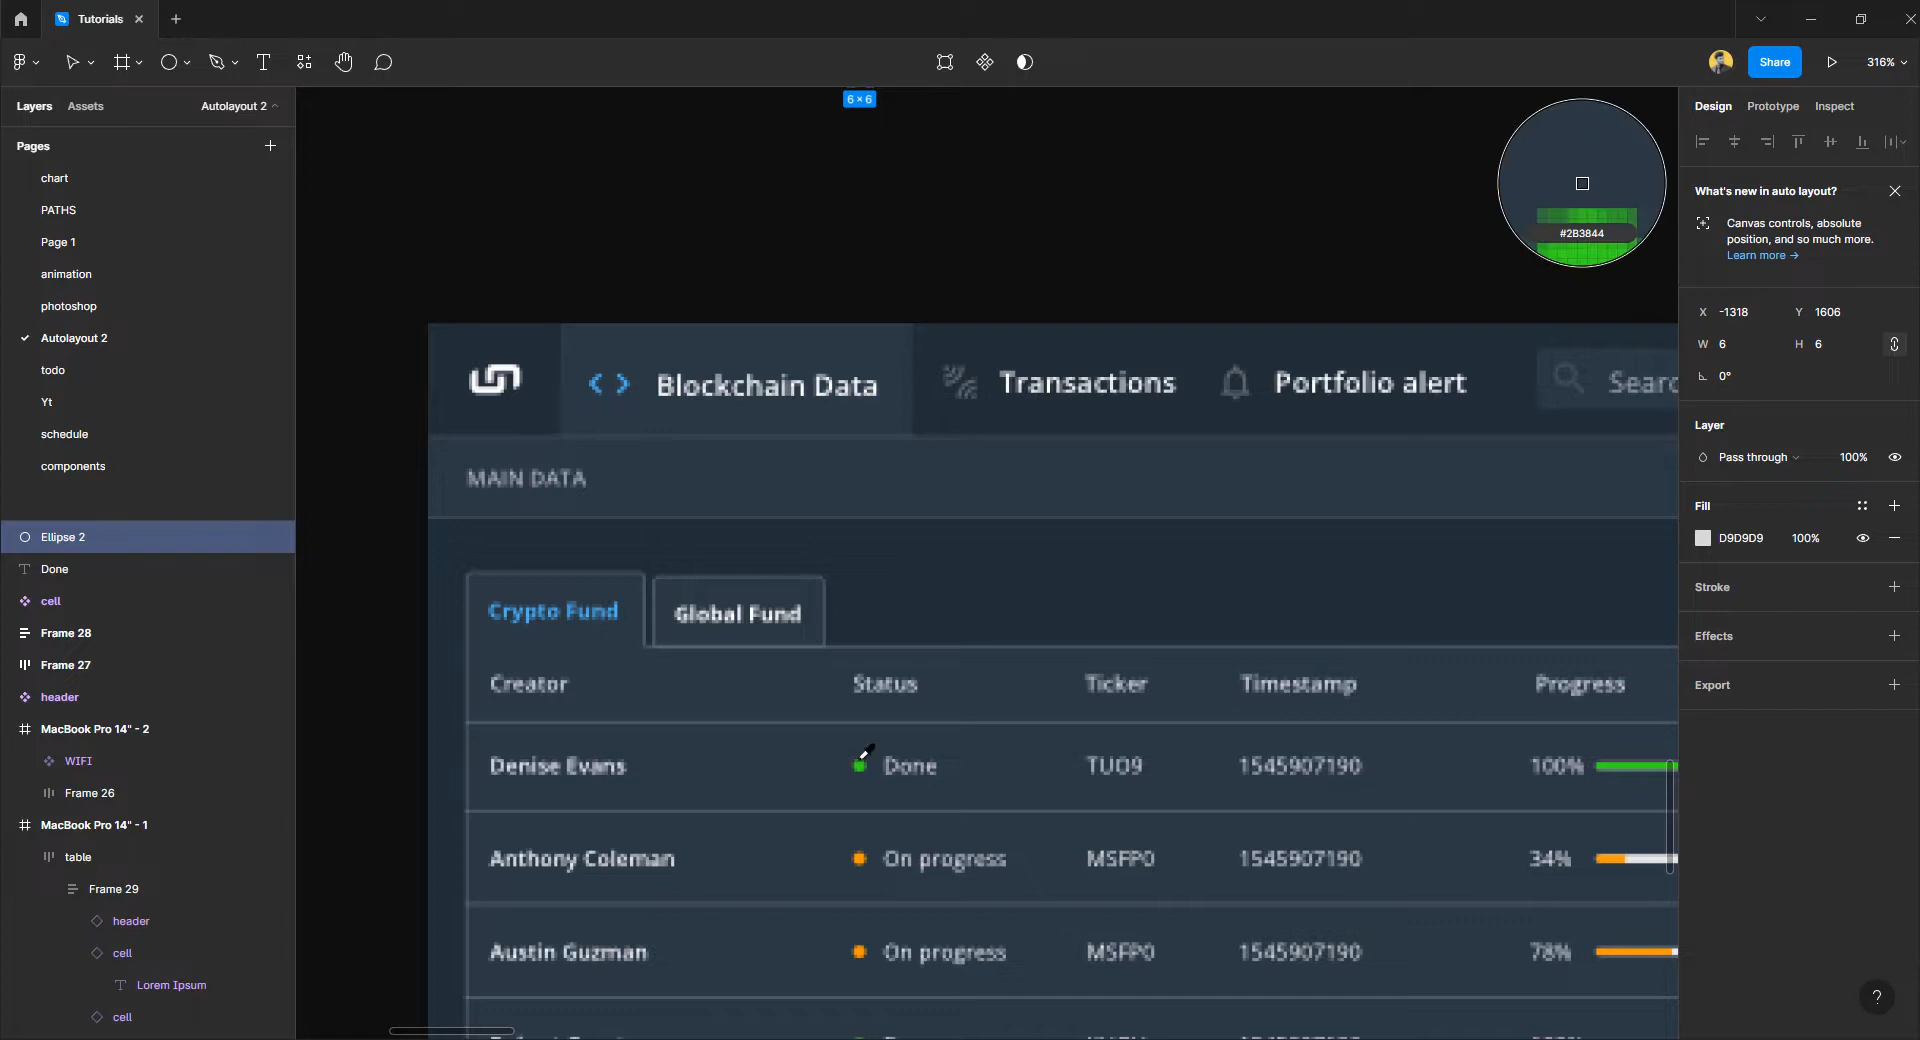 Tutorials
Share
316%
Layers
Assets
Autolayout 2
6 × 6
Design
Prototype
Inspect
Pages
chart
PATHS
Page 1
animation
photoshop
Autolayout 2
todo
Yt
schedule
components
Ellipse 2
Done
cell
Frame 28
Frame 27
header
MacBook Pro 14" - 2
WIFI
Frame 26
MacBook Pro 14" - 1
table
Frame 29
header
cell
Lorem Ipsum
cell
#2B3844
Blockchain Data
Transactions
Portfolio alert
Searc
MAIN DATA
Crypto Fund
Global Fund
Creator
Status
Ticker
Timestamp
Progress
Denise Evans
Done
TUO9
1545907190
100%
Anthony Coleman
On progress
MSFP0
1545907190
34%
Austin Guzman
On progress
MSFP0
1545907190
78%
What's new in auto layout?
Canvas controls, absolute
position, and so much more.
Learn more →
X -1318
Y 1606
W 6
H 6
0°
Layer
Pass through
100%
Fill
D9D9D9
100%
Stroke
Effects
Export
?